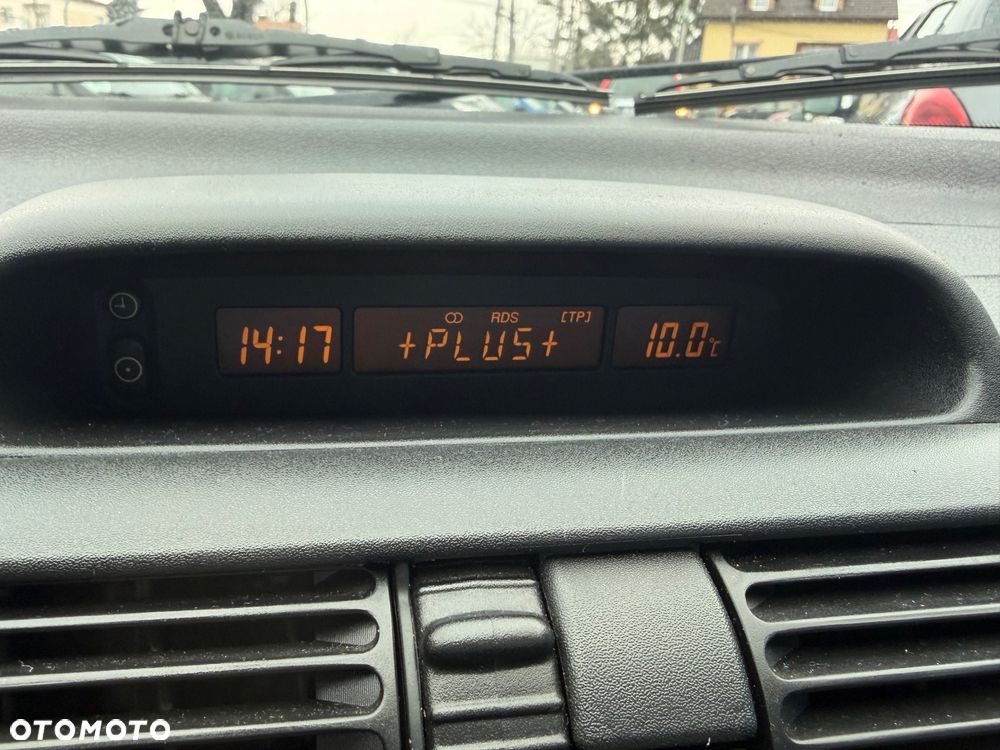 RDS [TP]
14:17 +PLUS+ 10.0°C
OTOMOTO